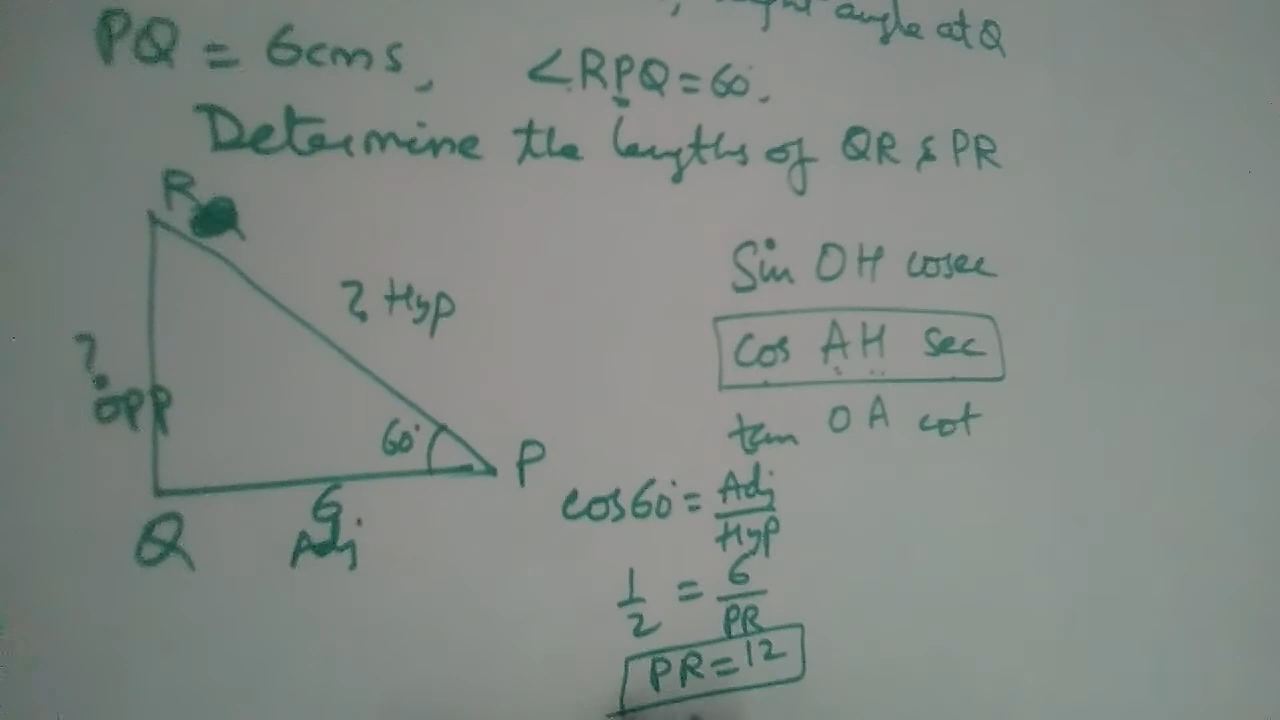 angle at Q
PQ = 6cms, ∠RPQ = 60°.
Determine the lengths of QR & PR
R
? Hyp
?
opp
60°
P
Q
6
Adj
Sin OH cosec
cos AH sec
tan OA cot
cos60° = Adj/Hyp
1/2 = 6/PR
PR = 12